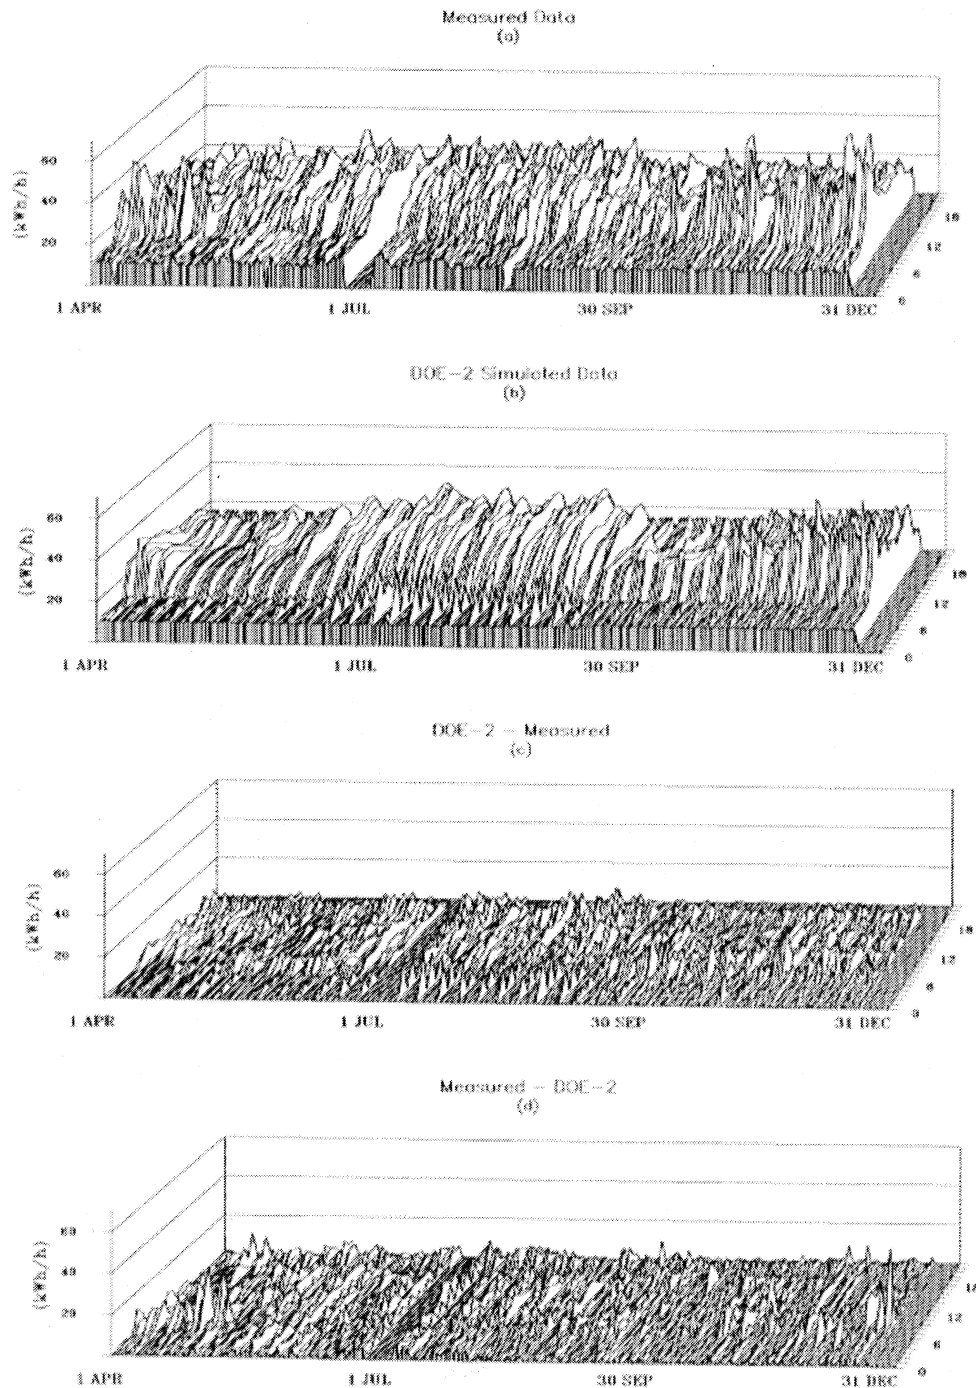 Measured Data
(a)
(kWh/h)
60
40
20
1 APR
1 JUL
30 SEP
31 DEC
18
12
6
0
DOE-2 Simulated Data
(b)
(kWh/h)
60
40
20
1 APR
1 JUL
30 SEP
31 DEC
18
12
6
0
DOE-2 - Measured
(c)
(kWh/h)
60
40
20
1 APR
1 JUL
30 SEP
31 DEC
18
12
6
0
Measured - DOE-2
(d)
(kWh/h)
60
40
20
1 APR
1 JUL
30 SEP
31 DEC
18
12
6
0